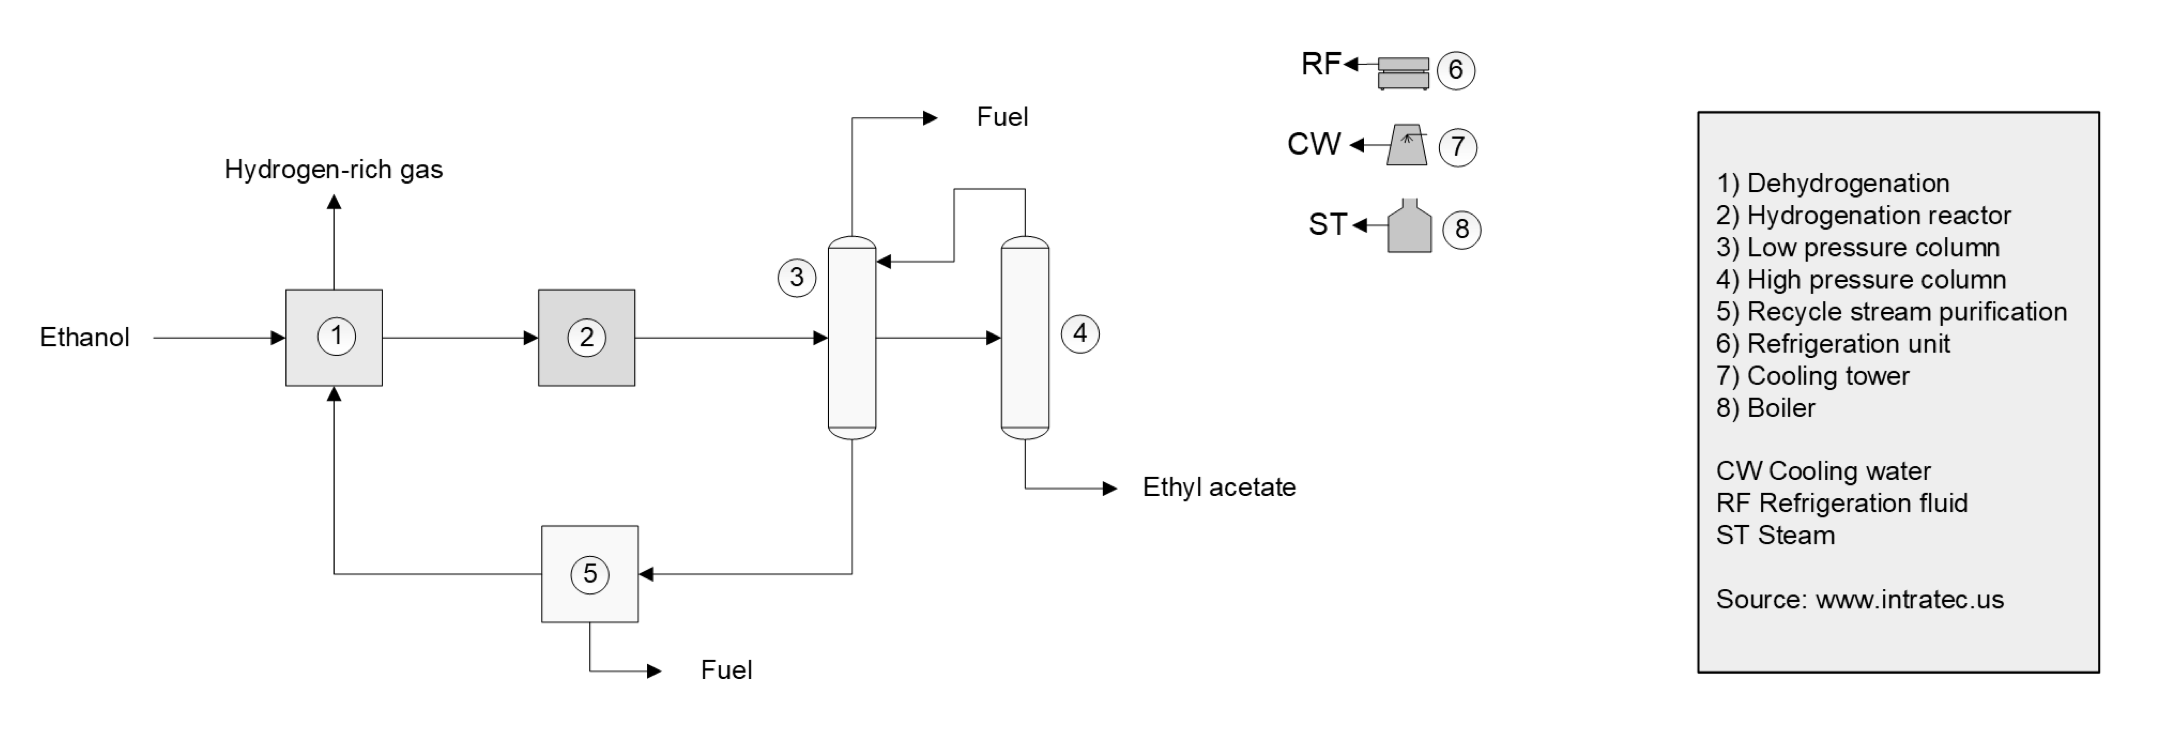 Hydrogen-rich gas
Ethanol
1
2
3
4
5
Fuel
Fuel
Ethyl acetate
RF
6
CW
7
ST
8
1) Dehydrogenation
2) Hydrogenation reactor
3) Low pressure column
4) High pressure column
5) Recycle stream purification
6) Refrigeration unit
7) Cooling tower
8) Boiler
CW Cooling water
RF Refrigeration fluid
ST Steam
Source: www.intratec.us